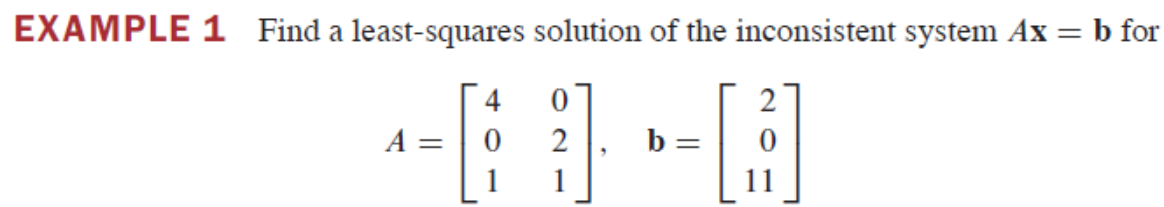 EXAMPLE 1 Find a least-squares solution of the inconsistent system Ax = b for
4 0 2
A = 0 2 , b = 0
1 1 11